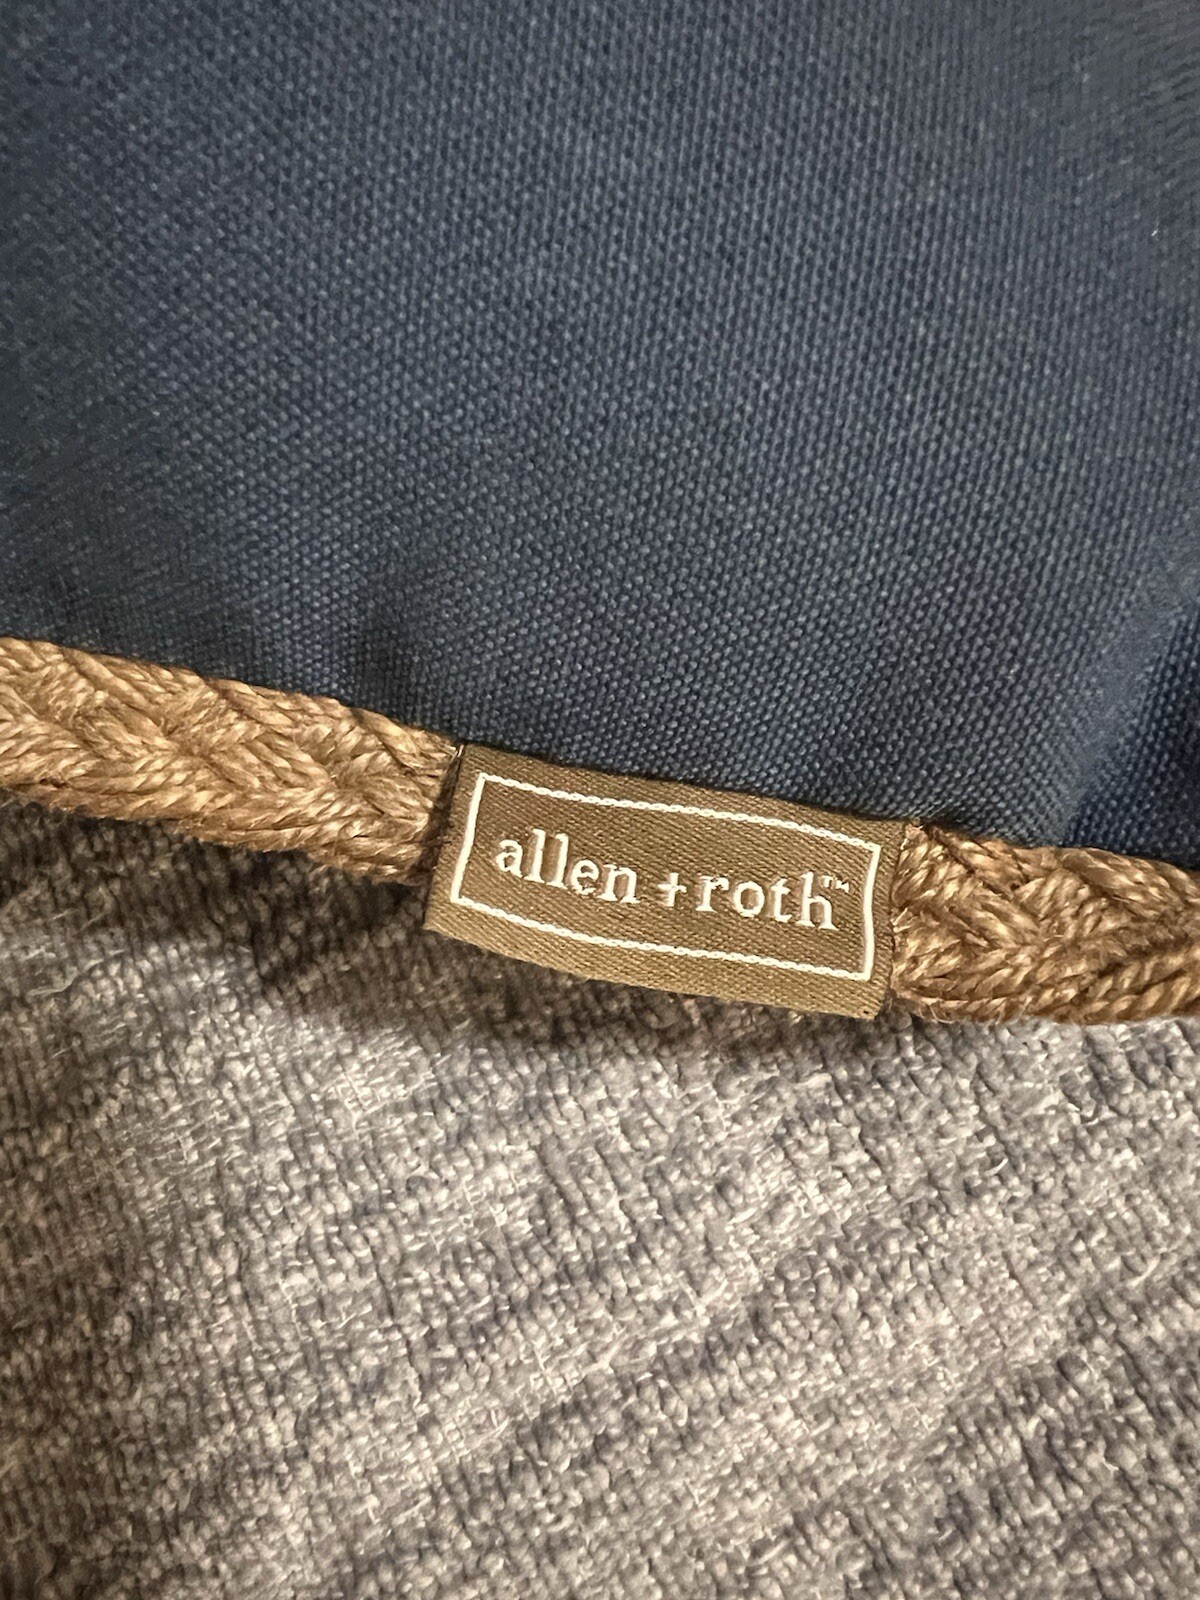 allen + roth™